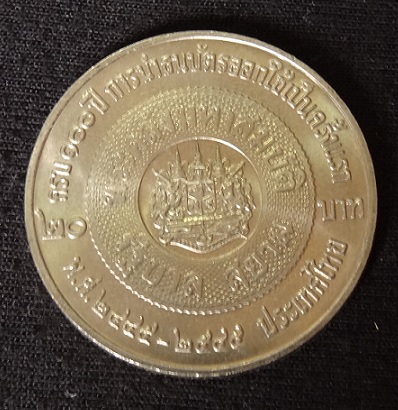 ครบ ๑๐๐ ปี การนำธนบัตรออกใช้เป็นครั้งแรก
๒๐ บาท
รัฐบาล สยาม
พ.ศ. ๒๔๔๕ - ๒๕๔๕ ประเทศไทย